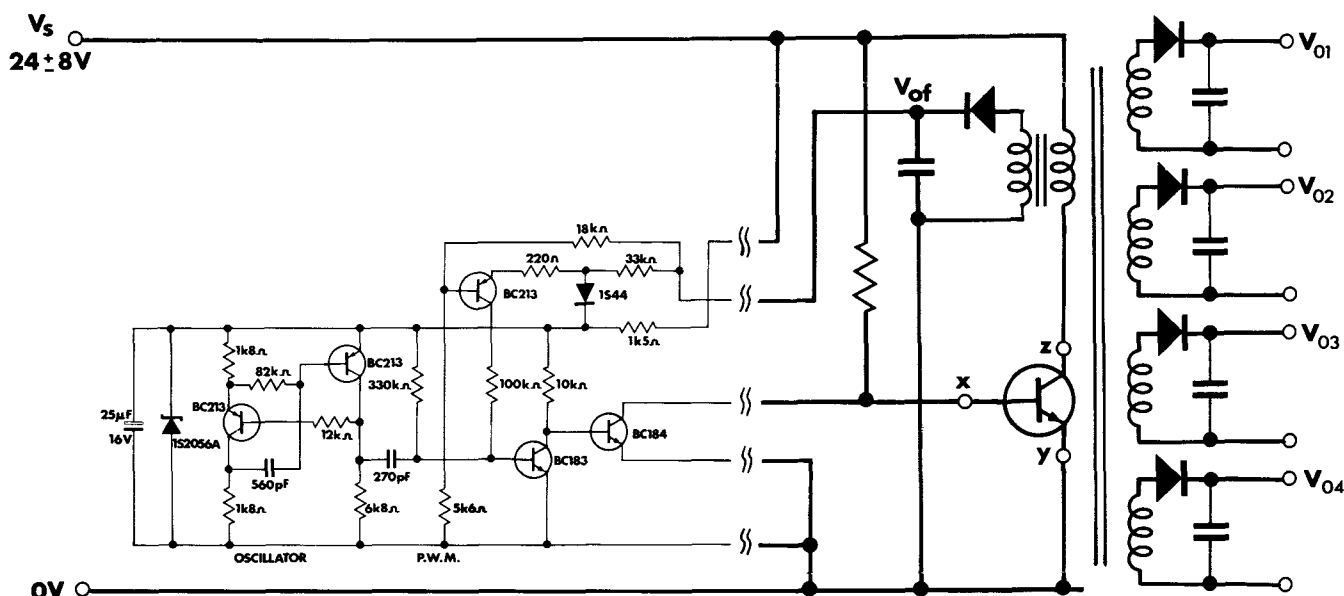 Vs
24±8V
Vof
V01
V02
V03
V04
18kΩ
220Ω
33kΩ
BC213
1S44
1k5Ω
1k8Ω
82kΩ
BC213
330kΩ
100kΩ
10kΩ
BC213
25µF
16V
1S2056A
12kΩ
BC184
560pF
270pF
BC183
1k8Ω
6k8Ω
5k6Ω
OSCILLATOR
P.W.M.
z
x
y
0V